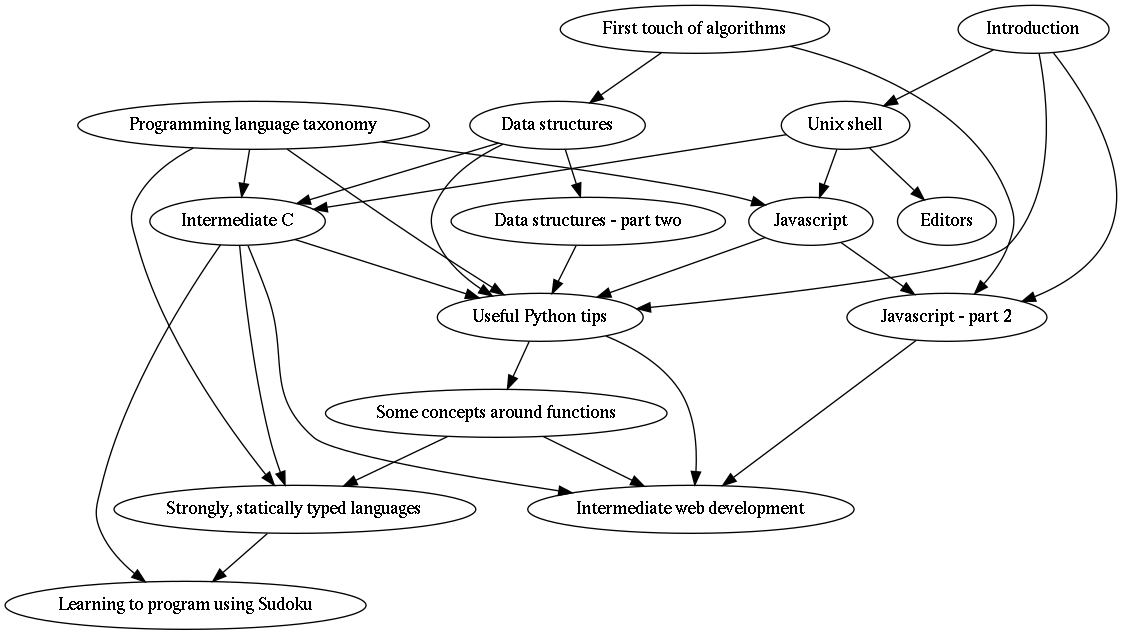 First touch of algorithms
Introduction
Programming language taxonomy
Data structures
Unix shell
Intermediate C
Data structures - part two
Javascript
Editors
Useful Python tips
Javascript - part 2
Some concepts around functions
Strongly, statically typed languages
Intermediate web development
Learning to program using Sudoku